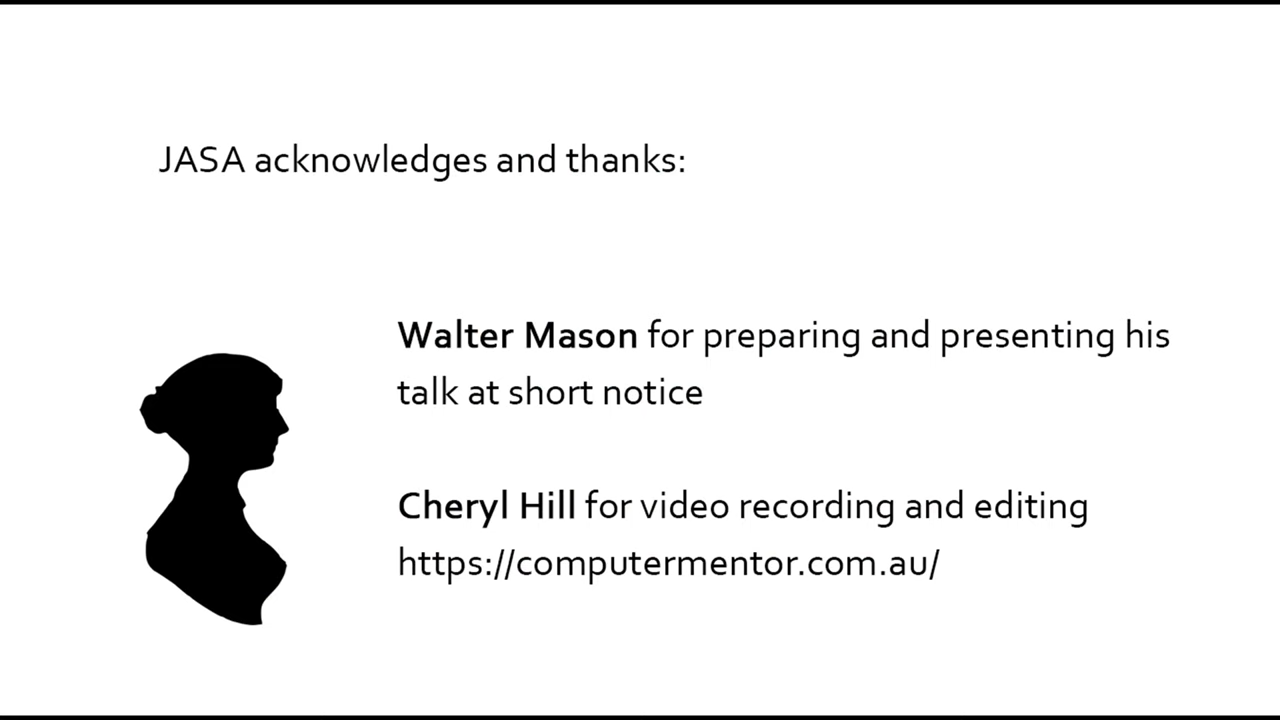 JASA acknowledges and thanks:
Walter Mason for preparing and presenting his
talk at short notice
Cheryl Hill for video recording and editing
https://computermentor.com.au/